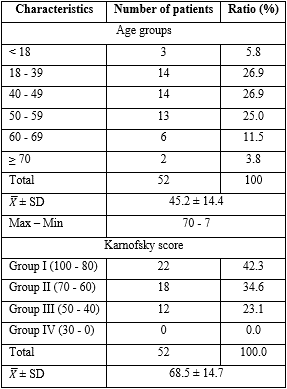 Characteristics Number of patients Ratio (%)
Age groups
< 18 3 5.8
18 - 39 14 26.9
40 - 49 14 26.9
50 - 59 13 25.0
60 - 69 6 11.5
≥ 70 2 3.8
Total 52 100
X̅ ± SD 45.2 ± 14.4
Max – Min 70 - 7
Karnofsky score
Group I (100 - 80) 22 42.3
Group II (70 - 60) 18 34.6
Group III (50 - 40) 12 23.1
Group IV (30 - 0) 0 0.0
Total 52 100.0
X̅ ± SD 68.5 ± 14.7